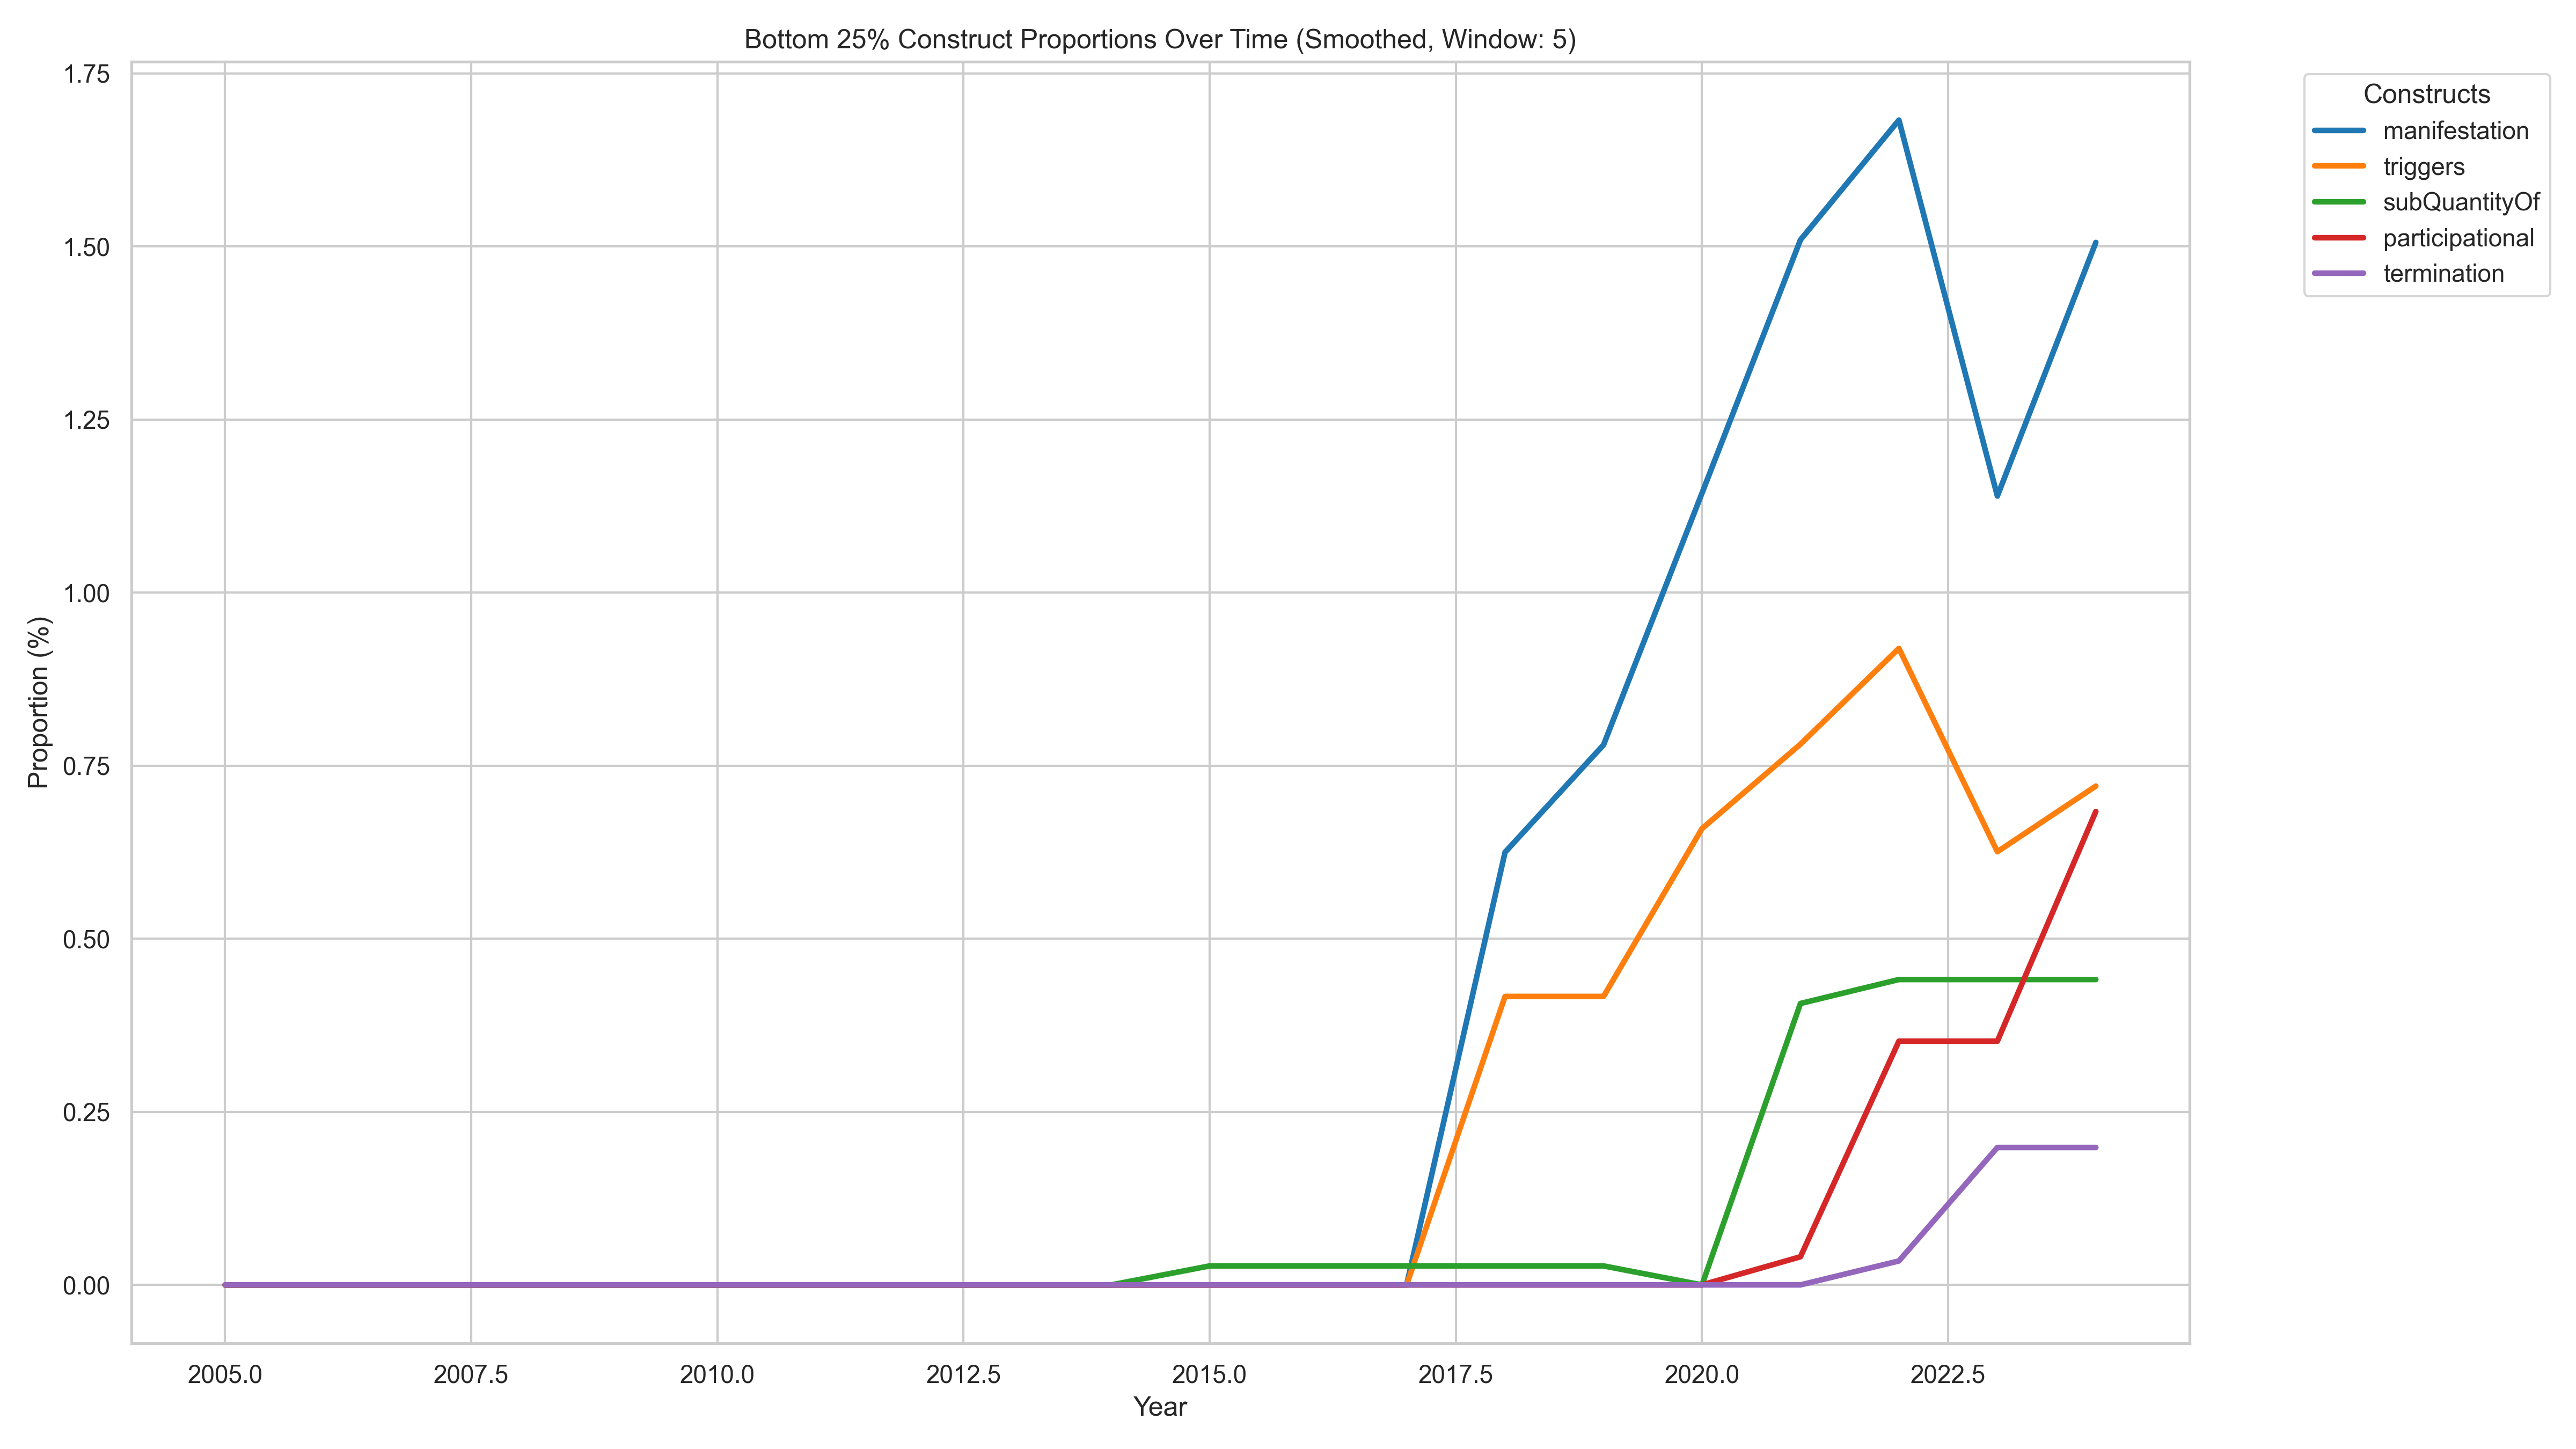 Bottom 25% Construct Proportions Over Time (Smoothed, Window: 5)
Constructs
manifestation
triggers
subQuantityOf
participational
termination
Proportion (%)
1.75
1.50
1.25
1.00
0.75
0.50
0.25
0.00
2005.0 2007.5 2010.0 2012.5 2015.0 2017.5 2020.0 2022.5
Year